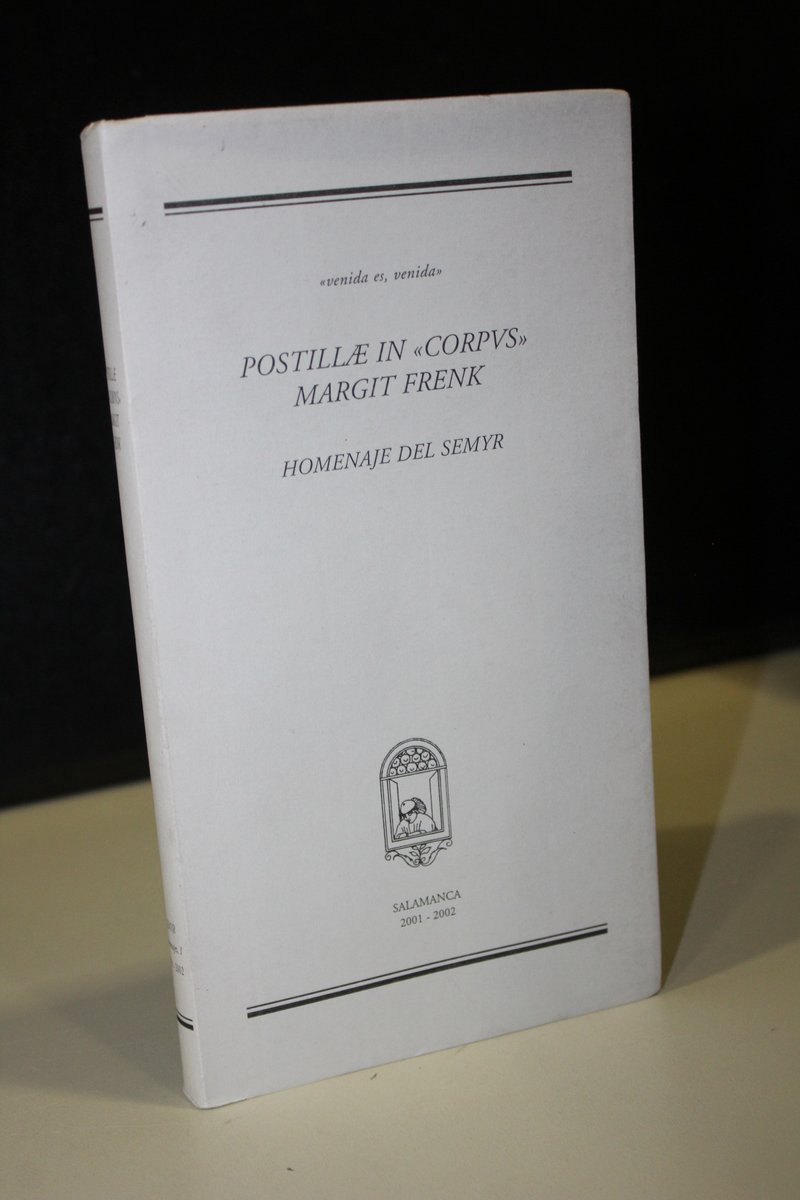 «venida es, venida»
POSTILLÆ IN «CORPVS»
MARGIT FRENK
HOMENAJE DEL SEMYR
SALAMANCA
2001 - 2002